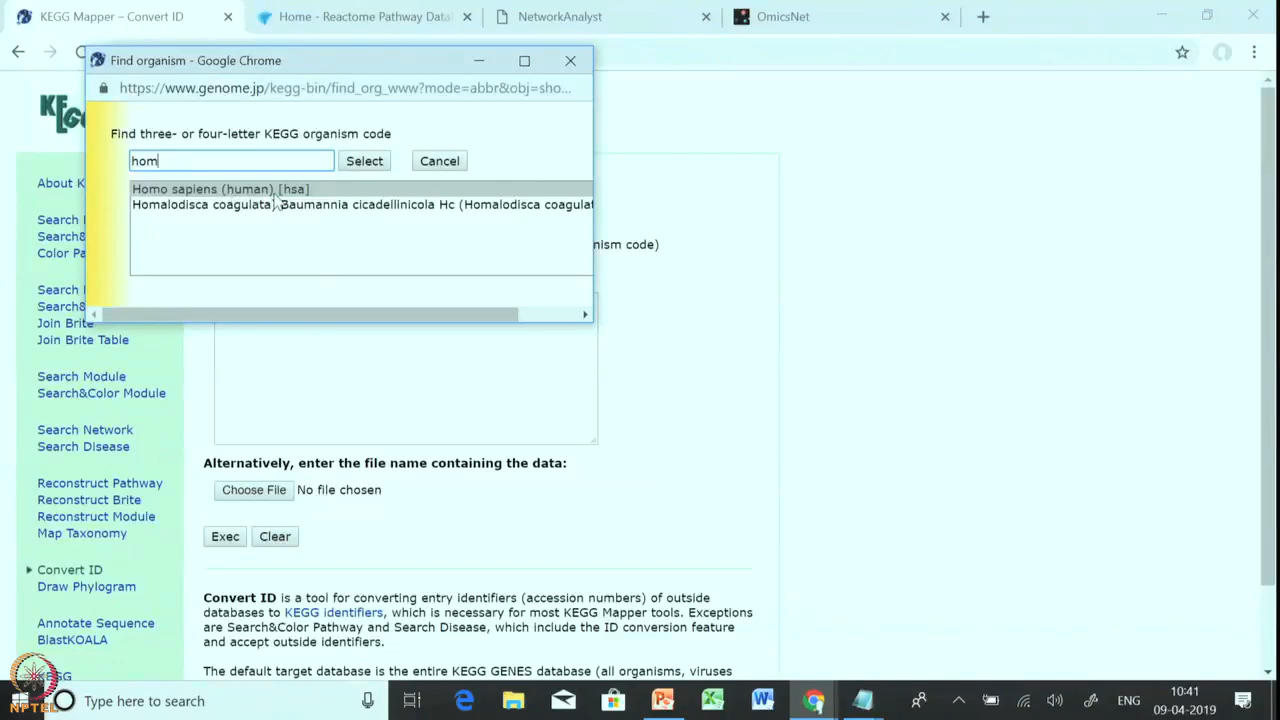 KEGG Mapper – Convert ID
Home - Reactome Pathway Data
NetworkAnalyst
OmicsNet
Find organism - Google Chrome
https://www.genome.jp/kegg-bin/find_org_www?mode=abbr&obj=sho...
KEGG
Find three- or four-letter KEGG organism code
hom
Select
Cancel
Homo sapiens (human) [hsa]
Homalodisca coagulata Baumannia cicadellinicola Hc (Homalodisca coagulat
About K
Search
Search&
Color Pa
nism code)
Search
Search&
Join Brite
Join Brite Table
Search Module
Search&Color Module
Search Network
Search Disease
Alternatively, enter the file name containing the data:
Reconstruct Pathway
Choose File No file chosen
Reconstruct Brite
Reconstruct Module
Map Taxonomy
Exec
Clear
Convert ID
Draw Phylogram
Annotate Sequence
BlastKOALA
KEGG
Convert ID is a tool for converting entry identifiers (accession numbers) of outside
databases to KEGG identifiers, which is necessary for most KEGG Mapper tools. Exceptions
are Search&Color Pathway and Search Disease, which include the ID conversion feature
and accept outside identifiers.
The default target database is the entire KEGG GENES database (all organisms, viruses
NPTEL
Type here to search
ENG
10:41
09-04-2019